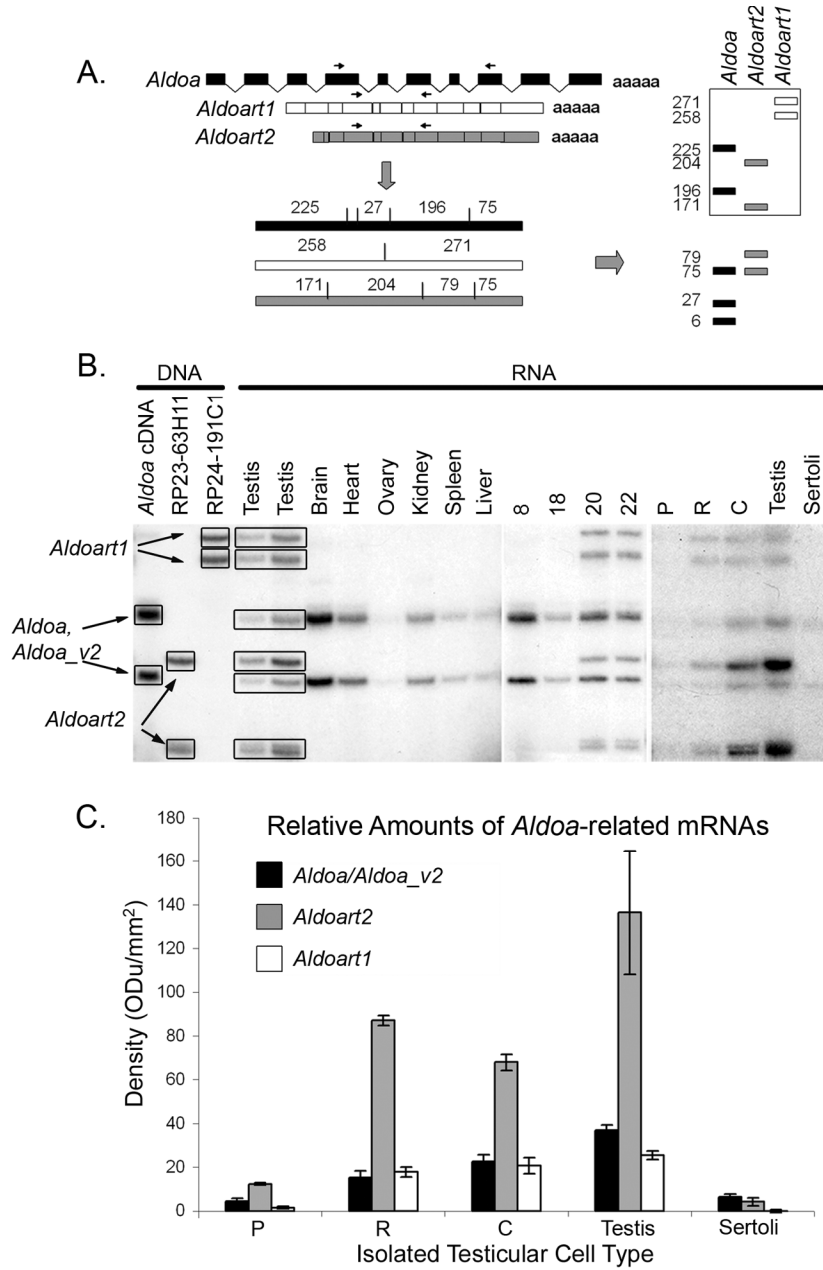 A.
Aldoa
aaaaa
Aldoart1
aaaaa
Aldoart2
aaaaa
225 27 196 75
258 271
171 204 79 75
Aldoa
Aldoart2
Aldoart1
271
258
225
204
196
171
79
75
27
6
B.
DNA
RNA
Aldoa cDNA
RP23-63H11
RP24-191C1
Testis
Testis
Brain
Heart
Ovary
Kidney
Spleen
Liver
8
18
20
22
P
R
C
Testis
Sertoli
Aldoart1
Aldoa,
Aldoa_v2
Aldoart2
C.
Relative Amounts of Aldoa-related mRNAs
Aldoa/Aldoa_v2
Aldoart2
Aldoart1
Density (ODu/mm²)
180
160
140
120
100
80
60
40
20
0
P R C Testis Sertoli
Isolated Testicular Cell Type